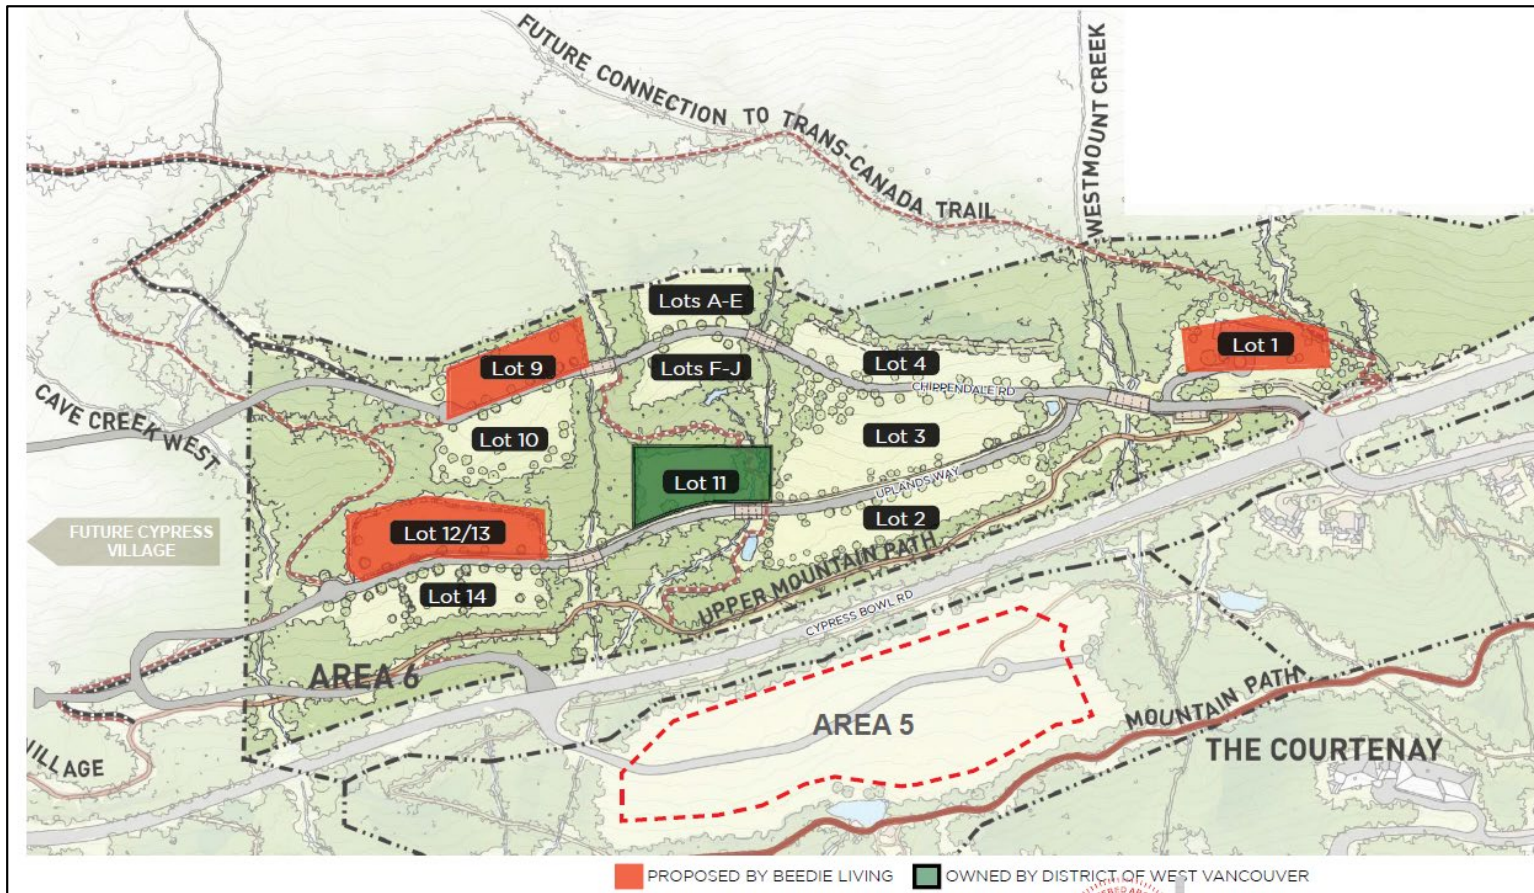 FUTURE CONNECTION TO TRANS-CANADA TRAIL
WESTMOUNT CREEK
Lots A-E
Lot 1
Lot 9
Lots F-J
Lot 4
CHIPPENDALE RD
CAVE CREEK WEST
Lot 10
Lot 3
Lot 11
UPLANDS WAY
Lot 2
FUTURE CYPRESS
VILLAGE
Lot 12/13
Lot 14
UPPER MOUNTAIN PATH
CYPRESS BOWL RD
AREA 6
AREA 5
MOUNTAIN PATH
THE COURTENAY
VILLAGE
PROPOSED BY BEEDIE LIVING
OWNED BY DISTRICT OF WEST VANCOUVER